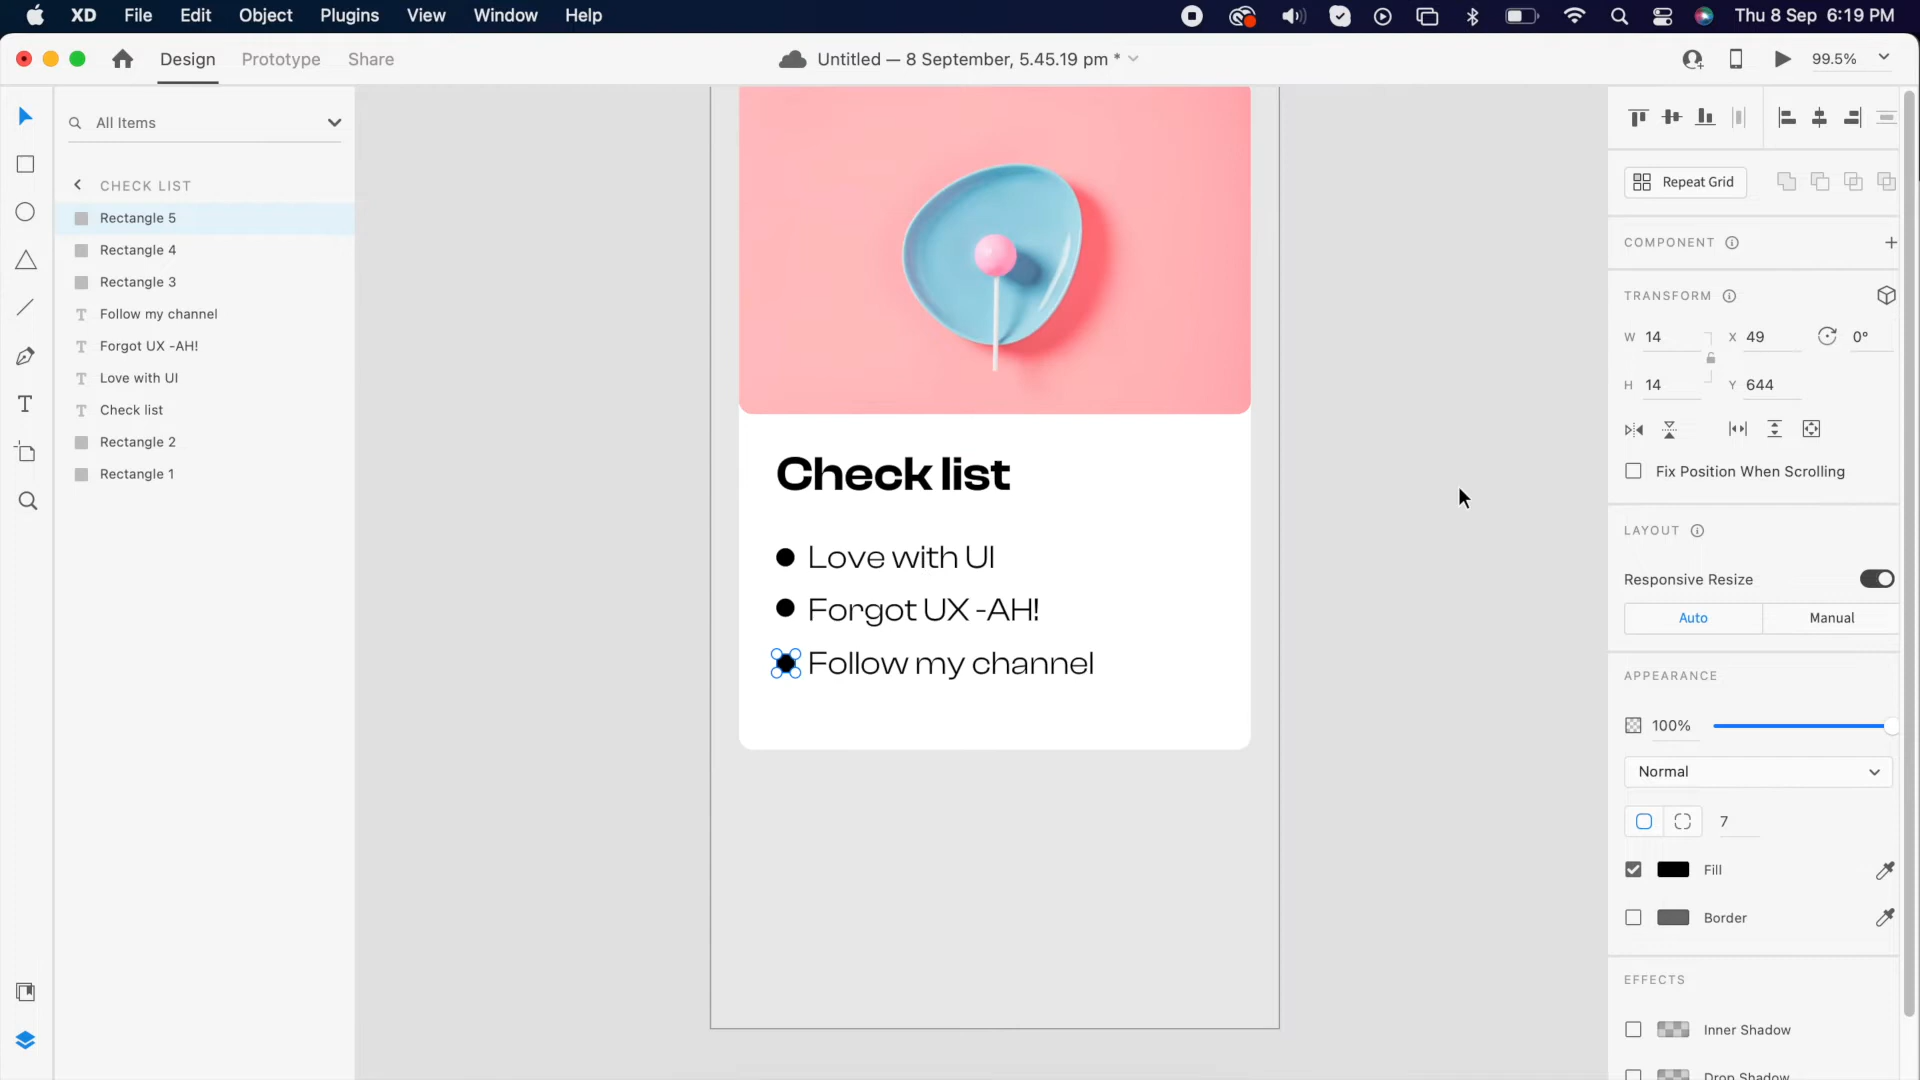 XD File Edit Object Plugins View Window Help Thu 8 Sep 6:19 PM
Design Prototype Share Untitled — 8 September, 5.45.19 pm * 99.5%
All Items
CHECK LIST
Rectangle 5
Rectangle 4
Rectangle 3
T Follow my channel
T Forgot UX -AH!
T Love with UI
T Check list
Rectangle 2
Rectangle 1
T
Check list
Love with UI
Forgot UX -AH!
Follow my channel
Repeat Grid
COMPONENT
TRANSFORM
W 14 X 49 0°
H 14 Y 644
Fix Position When Scrolling
LAYOUT
Responsive Resize
Auto Manual
APPEARANCE
100%
Normal
7
Fill
Border
EFFECTS
Inner Shadow
Drop Shadow